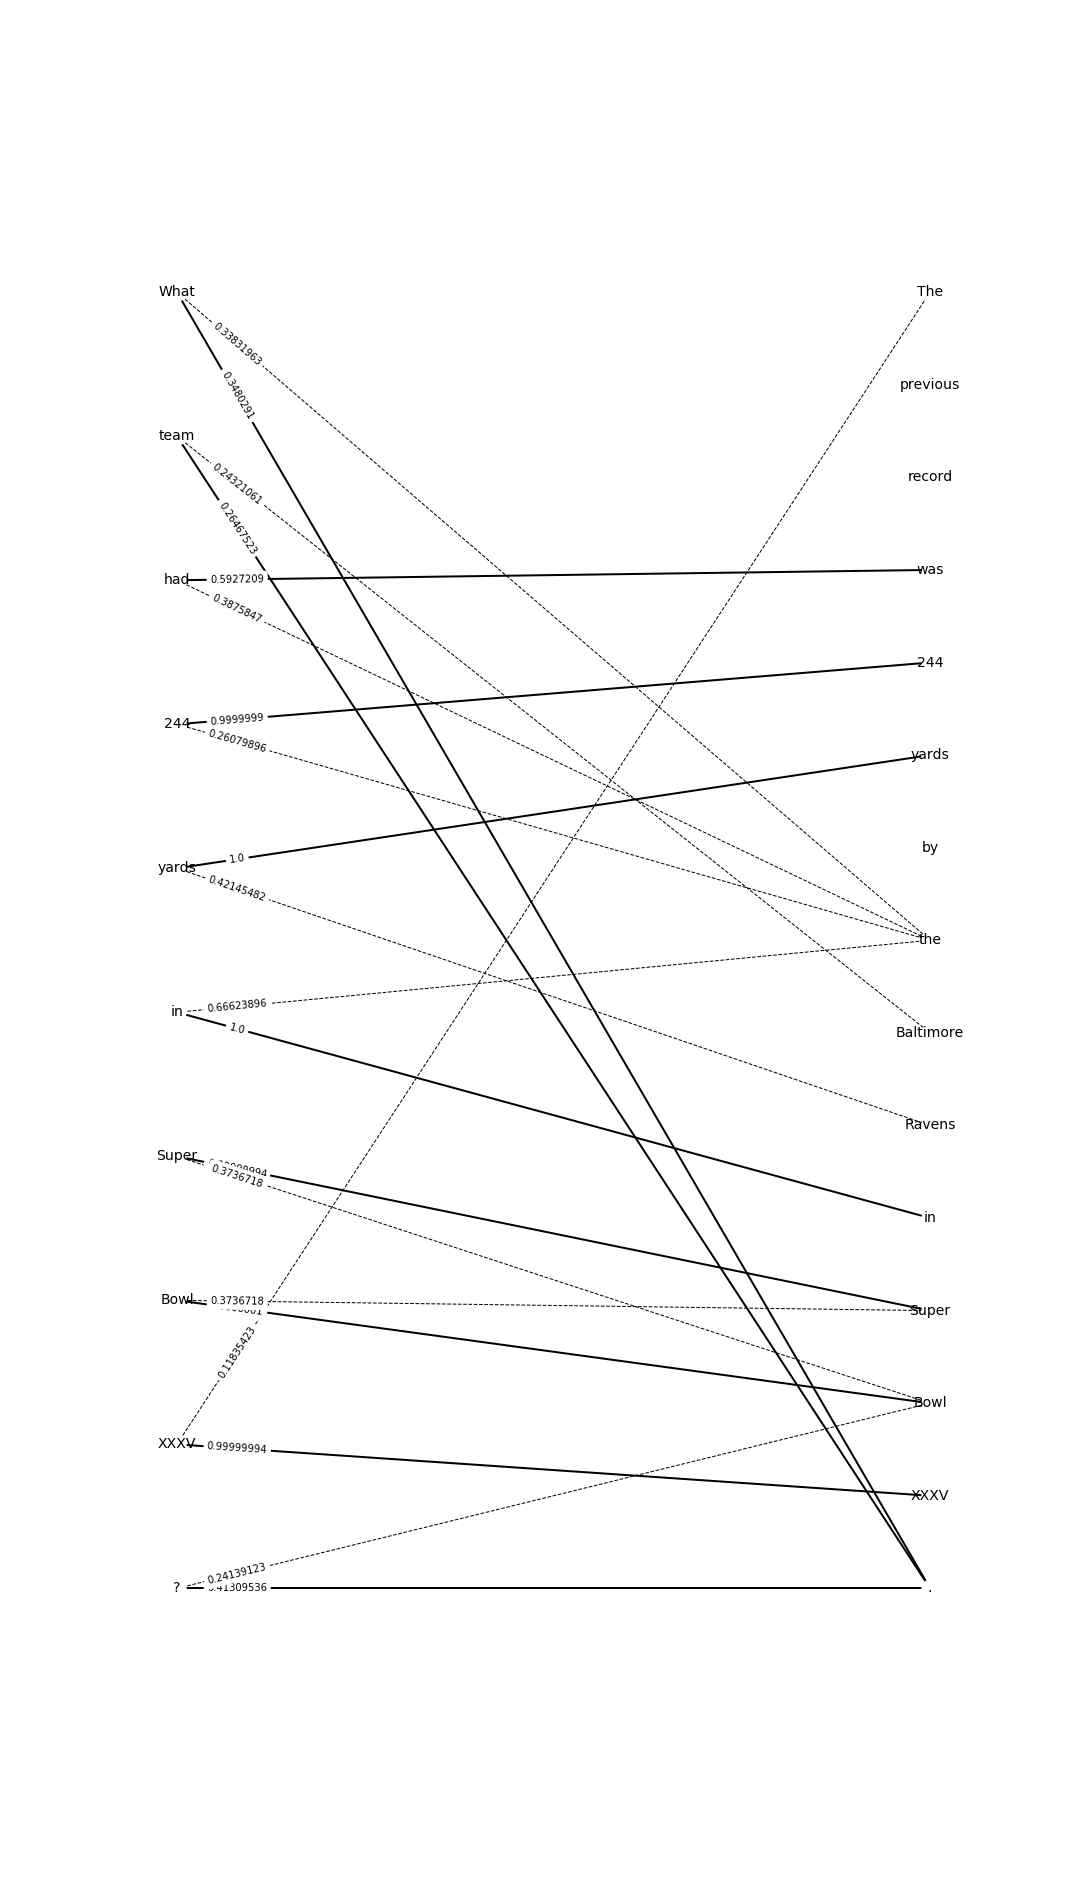 What The
0.33831963
previous
0.3480291
team
record
0.24321061
0.26467523
was
had 0.5927209
0.3875847
244
244 0.9999999
0.26079896
yards
by
yards 1.0
0.42145482
the
in 0.66623896
1.0
Baltimore
Ravens
Super
0.3736718
in
Bowl 0.3736718
Super
0.11835423
Bowl
XXXV 0.99999994
XXXV
0.24139123
? 0.41309536 .